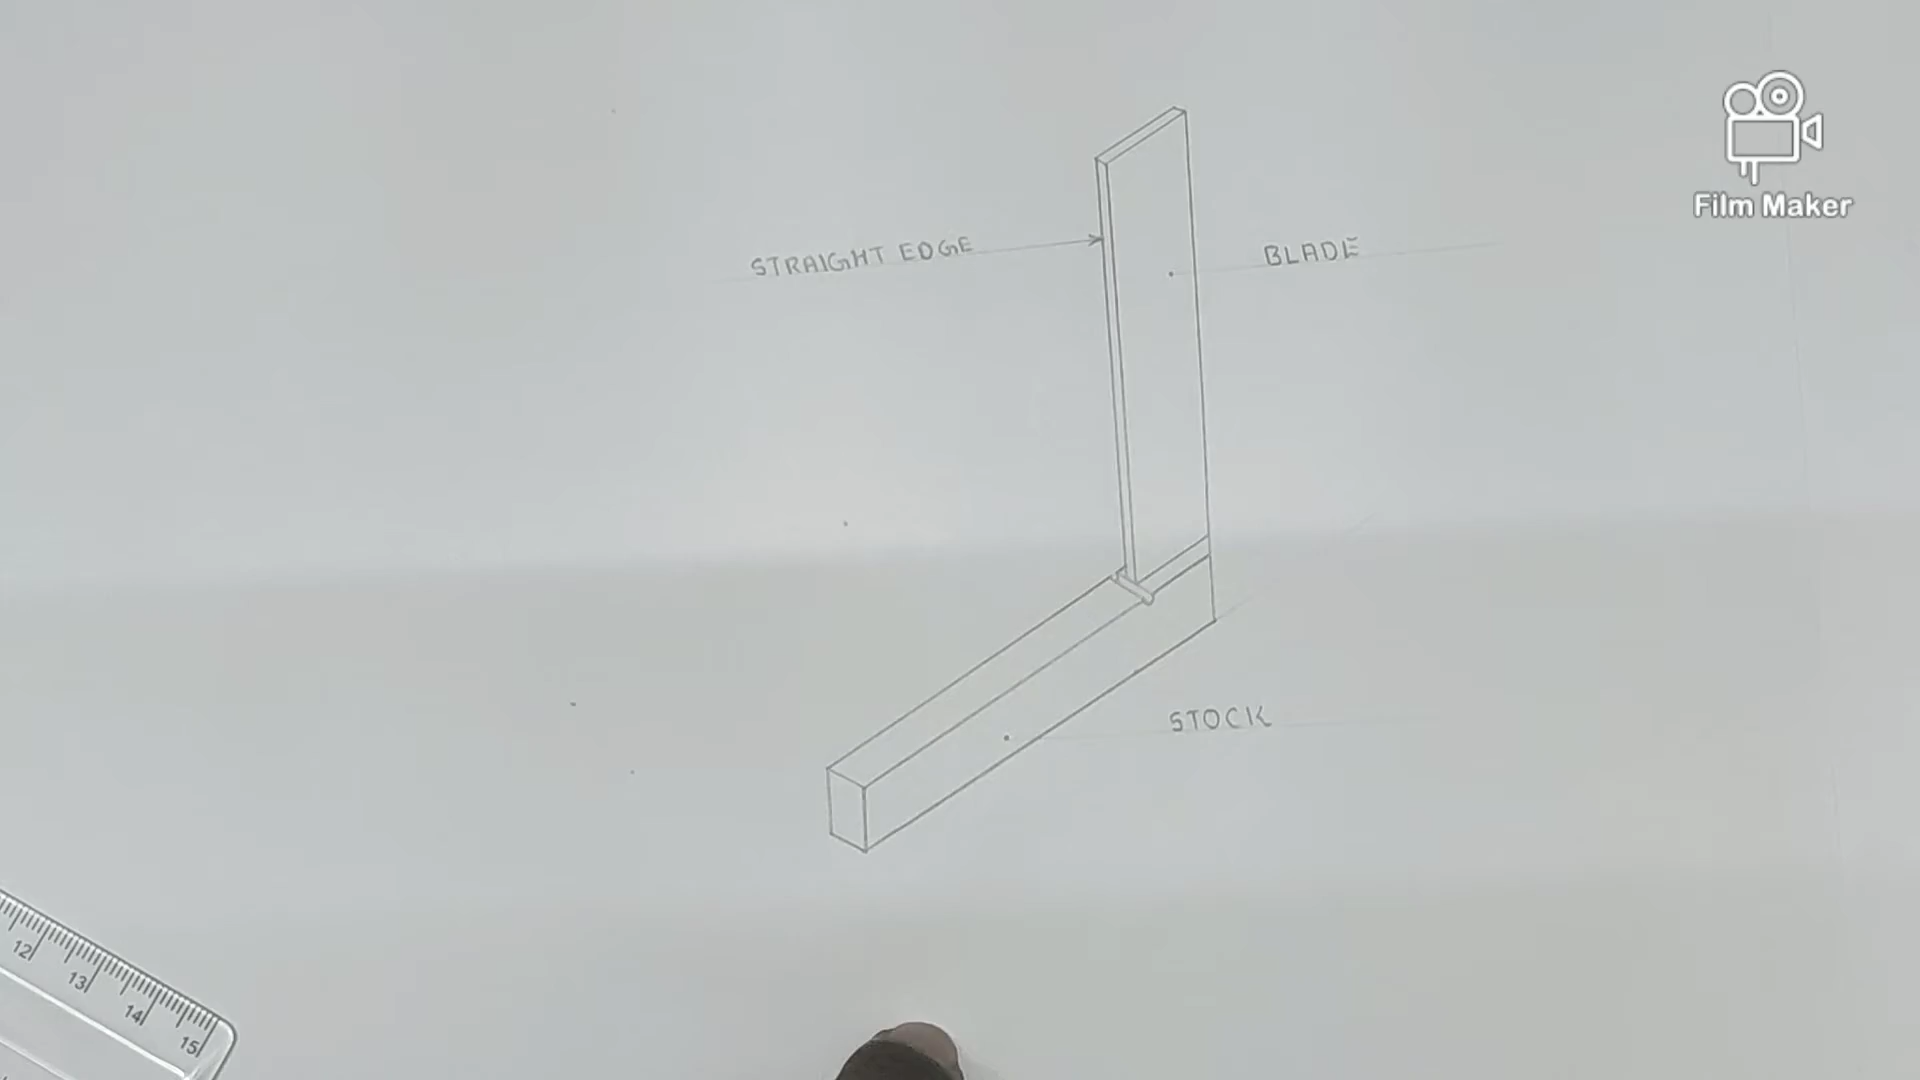 Film Maker
STRAIGHT EDGE
BLADE
STOCK
12
13
14
15